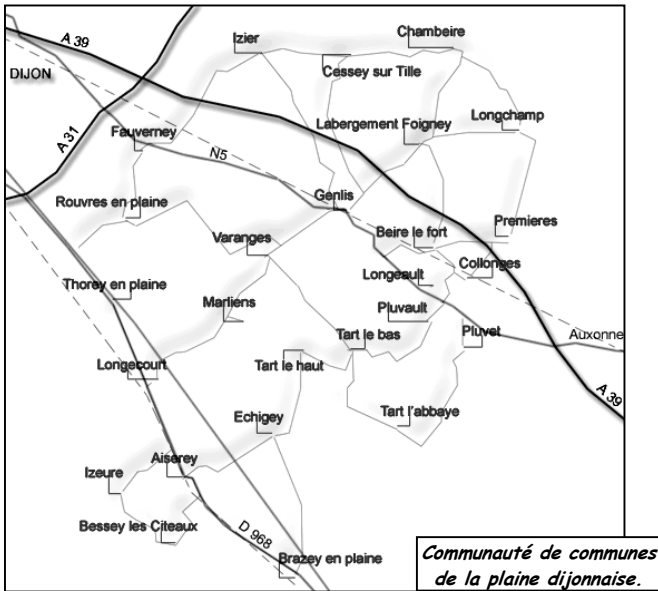 Chambeire
Izier
A 39
Cessey sur Tille
DIJON
Longchamp
Labergement Foigney
Fauverney
A 31
N5
Genlis
Rouvres en plaine
Premieres
Beire le fort
Varanges
Collonges
Longeault
Thorey en plaine
Marliens
Pluvault
Tart le bas
Pluvet
Auxonne
Longecourt
Tart le haut
A 39
Tart l'abbaye
Echigey
Aiserey
Izeure
Bessey les Citeaux
D 968
Brazey en plaine
Communauté de communes
de la plaine dijonnaise.